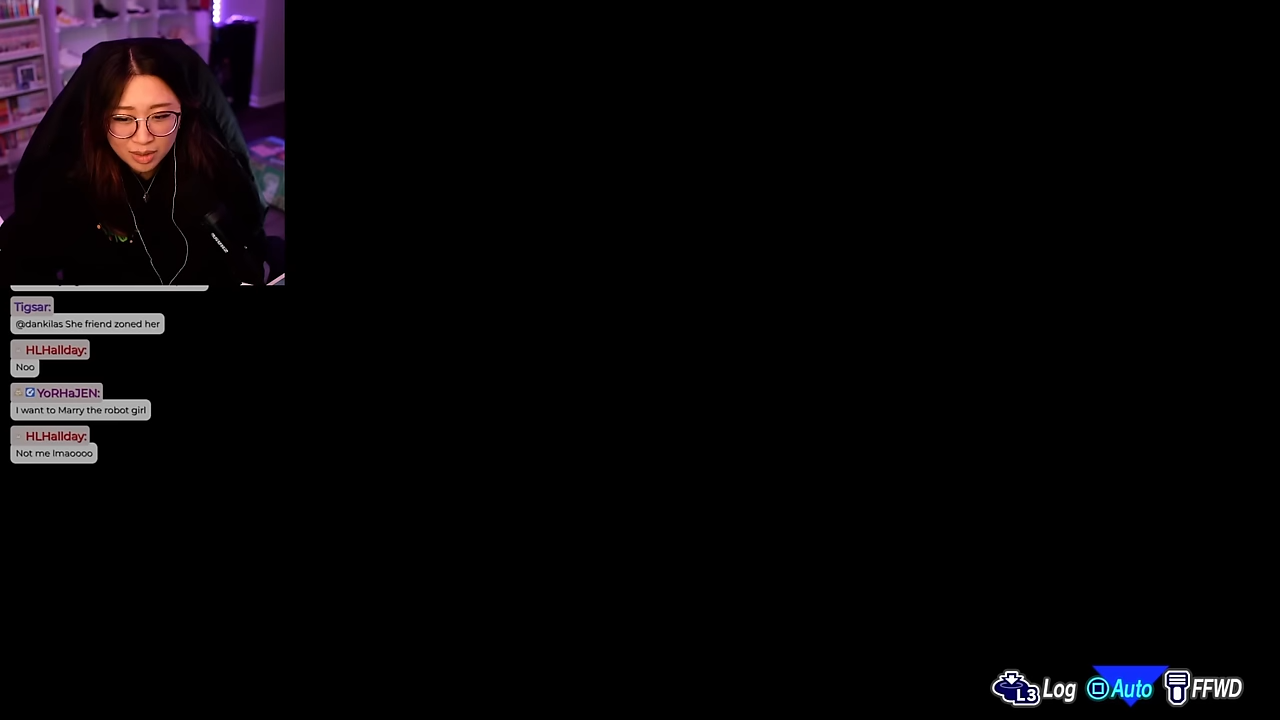 Tigsar:
@dankilas She friend zoned her
HLHallday:
Noo
YoRHaJEN:
I want to Marry the robot girl
HLHallday:
Not me lmaoooo
L3 Log Auto FFWD